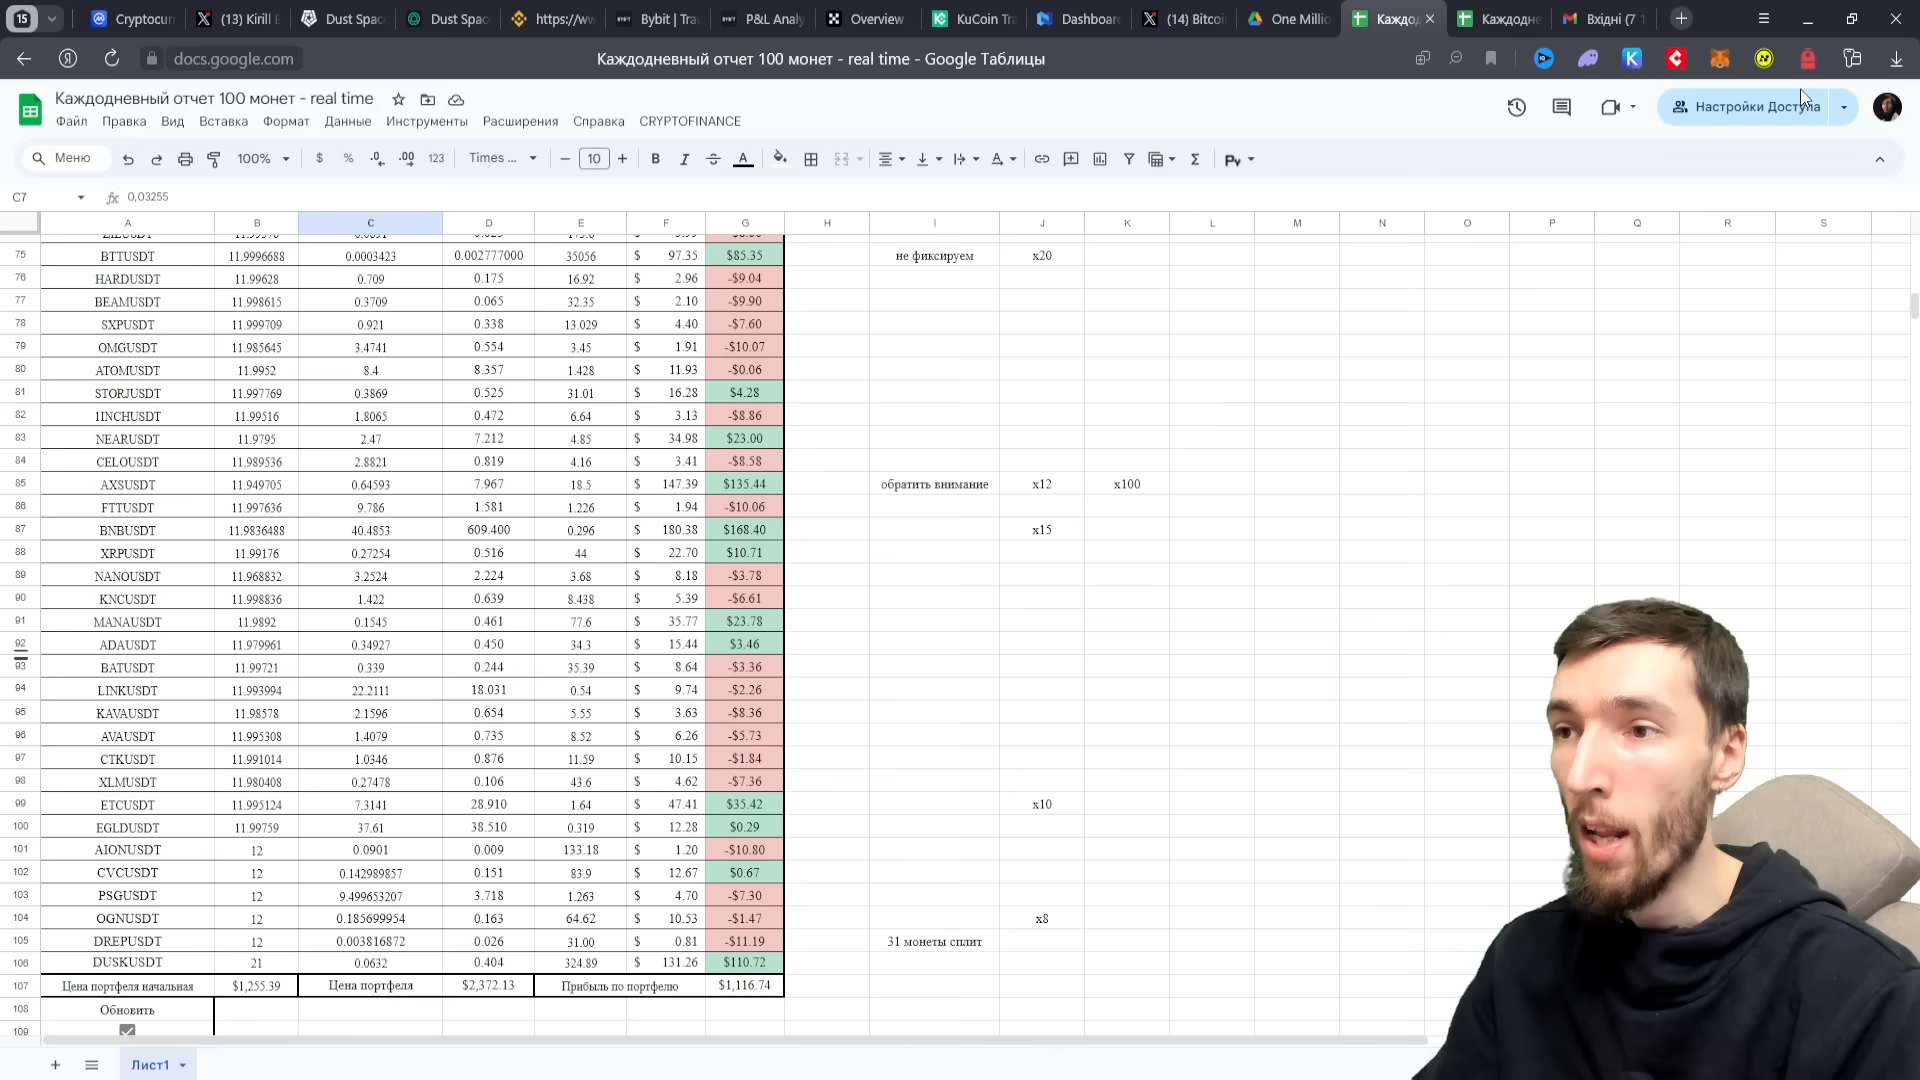 15 Cryptocur (13) Kirill E Dust Spac Dust Spac https://ww Bybit | Tra P&L Analy Overview KuCoin Tra Dashboar (14) Bitcoi One Millio Каждо Каждодне Вхідні (7 1
docs.google.com Каждодневный отчет 100 монет - real time - Google Таблицы
Каждодневный отчет 100 монет - real time
Настройки Доступа
Файл Правка Вид Вставка Формат Данные Инструменты Расширения Справка CRYPTOFINANCE
Меню 100% $ % .0 .00 123 Times ... 10
C7 fx 0,03255
A B C D E F G H I J K L M N O P Q R S
75 BTTUSDT 11.9996688 0.0003423 0.002777000 35056 $ 97.35 $85.35 не фиксируем x20
76 HARDUSDT 11.99628 0.709 0.175 16.92 $ 2.96 -$9.04
77 BEAMUSDT 11.998615 0.3709 0.065 32.35 $ 2.10 -$9.90
78 SXPUSDT 11.999709 0.921 0.338 13.029 $ 4.40 -$7.60
79 OMGUSDT 11.985645 3.4741 0.554 3.45 $ 1.91 -$10.07
80 ATOMUSDT 11.9952 8.4 8.357 1.428 $ 11.93 -$0.06
81 STORJUSDT 11.997769 0.3869 0.525 31.01 $ 16.28 $4.28
82 1INCHUSDT 11.99516 1.8065 0.472 6.64 $ 3.13 -$8.86
83 NEARUSDT 11.9795 2.47 7.212 4.85 $ 34.98 $23.00
84 CELOUSDT 11.989536 2.8821 0.819 4.16 $ 3.41 -$8.58
85 AXSUSDT 11.949705 0.64593 7.967 18.5 $ 147.39 $135.44 обратить внимание x12 x100
86 FTTUSDT 11.997636 9.786 1.581 1.226 $ 1.94 -$10.06
87 BNBUSDT 11.9836488 40.4853 609.400 0.296 $ 180.38 $168.40 x15
88 XRPUSDT 11.99176 0.27254 0.516 44 $ 22.70 $10.71
89 NANOUSDT 11.968832 3.2524 2.224 3.68 $ 8.18 -$3.78
90 KNCUSDT 11.998836 1.422 0.639 8.438 $ 5.39 -$6.61
91 MANAUSDT 11.9892 0.1545 0.461 77.6 $ 35.77 $23.78
92 ADAUSDT 11.979961 0.34927 0.450 34.3 $ 15.44 $3.46
93 BATUSDT 11.99721 0.339 0.244 35.39 $ 8.64 -$3.36
94 LINKUSDT 11.993994 22.2111 18.031 0.54 $ 9.74 -$2.26
95 KAVAUSDT 11.98578 2.1596 0.654 5.55 $ 3.63 -$8.36
96 AVAUSDT 11.995308 1.4079 0.735 8.52 $ 6.26 -$5.73
97 CTKUSDT 11.991014 1.0346 0.876 11.59 $ 10.15 -$1.84
98 XLMUSDT 11.980408 0.27478 0.106 43.6 $ 4.62 -$7.36
99 ETCUSDT 11.995124 7.3141 28.910 1.64 $ 47.41 $35.42 x10
100 EGLDUSDT 11.99759 37.61 38.510 0.319 $ 12.28 $0.29
101 AIONUSDT 12 0.0901 0.009 133.18 $ 1.20 -$10.80
102 CVCUSDT 12 0.142989857 0.151 83.9 $ 12.67 $0.67
103 PSGUSDT 12 9.499653207 3.718 1.263 $ 4.70 -$7.30
104 OGNUSDT 12 0.185699954 0.163 64.62 $ 10.53 -$1.47 x8
105 DREPUSDT 12 0.003816872 0.026 31.00 $ 0.81 -$11.19 31 монеты сплит
106 DUSKUSDT 21 0.0632 0.404 324.89 $ 131.26 $110.72
107 Цена портфеля начальная $1,255.39 Цена портфеля $2,372.13 Прибыль по портфелю $1,116.74
108 Обновить
109
Лист1